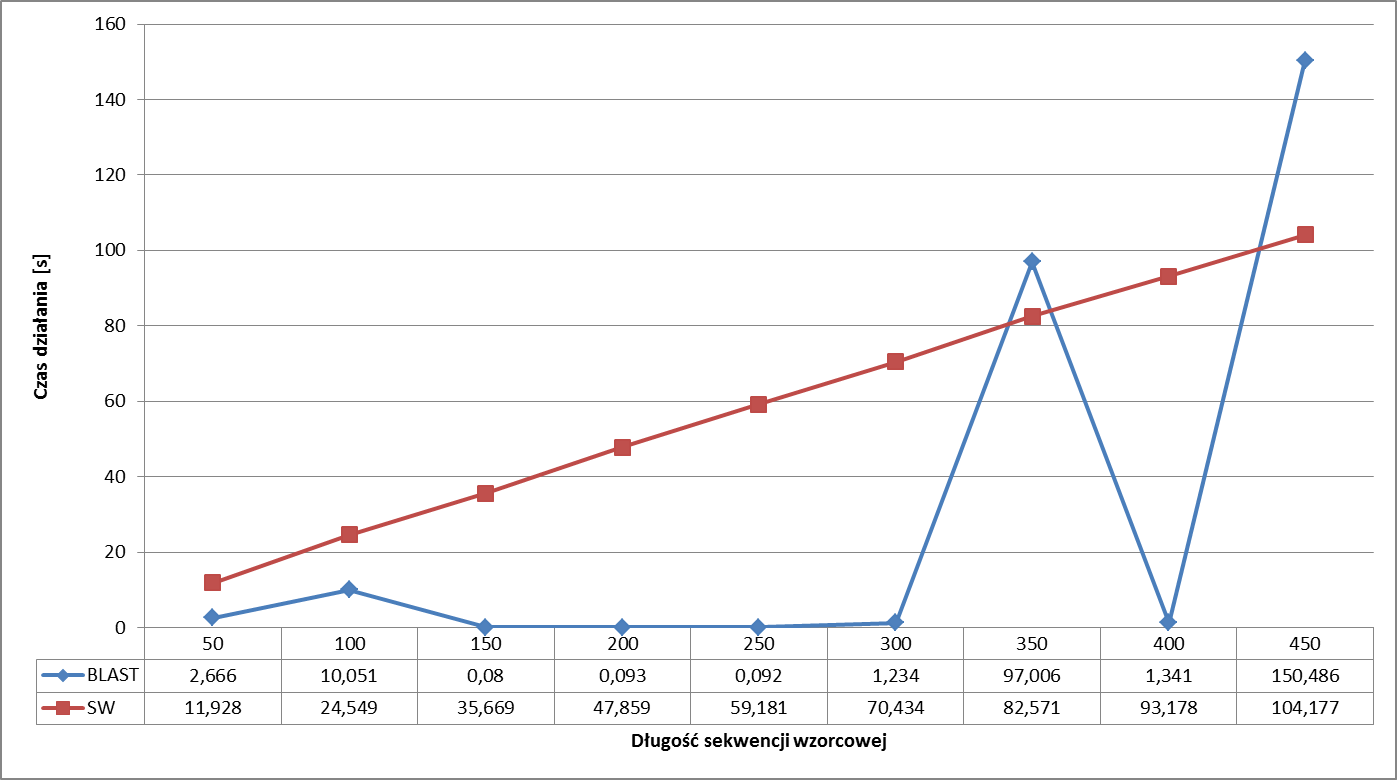 160
140
120
100
80
60
40
20
0
Czas działania [s]
50 100 150 200 250 300 350 400 450
BLAST 2,666 10,051 0,08 0,093 0,092 1,234 97,006 1,341 150,486
SW 11,928 24,549 35,669 47,859 59,181 70,434 82,571 93,178 104,177
Długość sekwencji wzorcowej